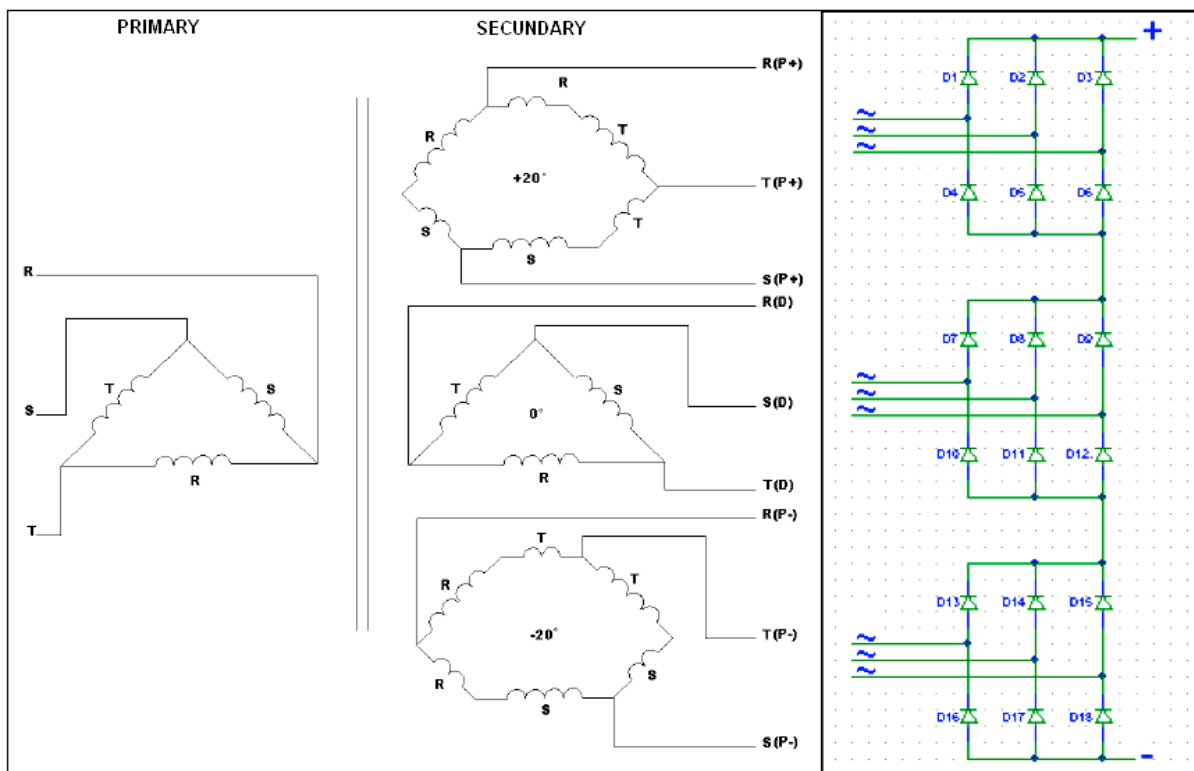 PRIMARY
SECUNDARY
R(P+)
R
T
R
+20°
T(P+)
S
T
S
S(P+)
R
S
T
T
S
R
R(D)
T
S
0°
S(D)
R
T(D)
R(P-)
T
R
T
-20°
T(P-)
R
S
S
S(P-)
+
D1 D2 D3
~
~
~
D4 D5 D6
D7 D8 D9
~
~
~
D10 D11 D12
D13 D14 D15
~
~
~
D16 D17 D18
-